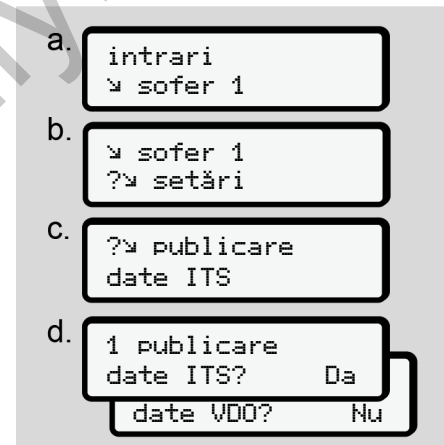 a.
intrari
↘ sofer 1
b.
↘ sofer 1
?↘ setări
c.
?↘ publicare
date ITS
d.
1 publicare
date ITS? Da
date VDO? Nu